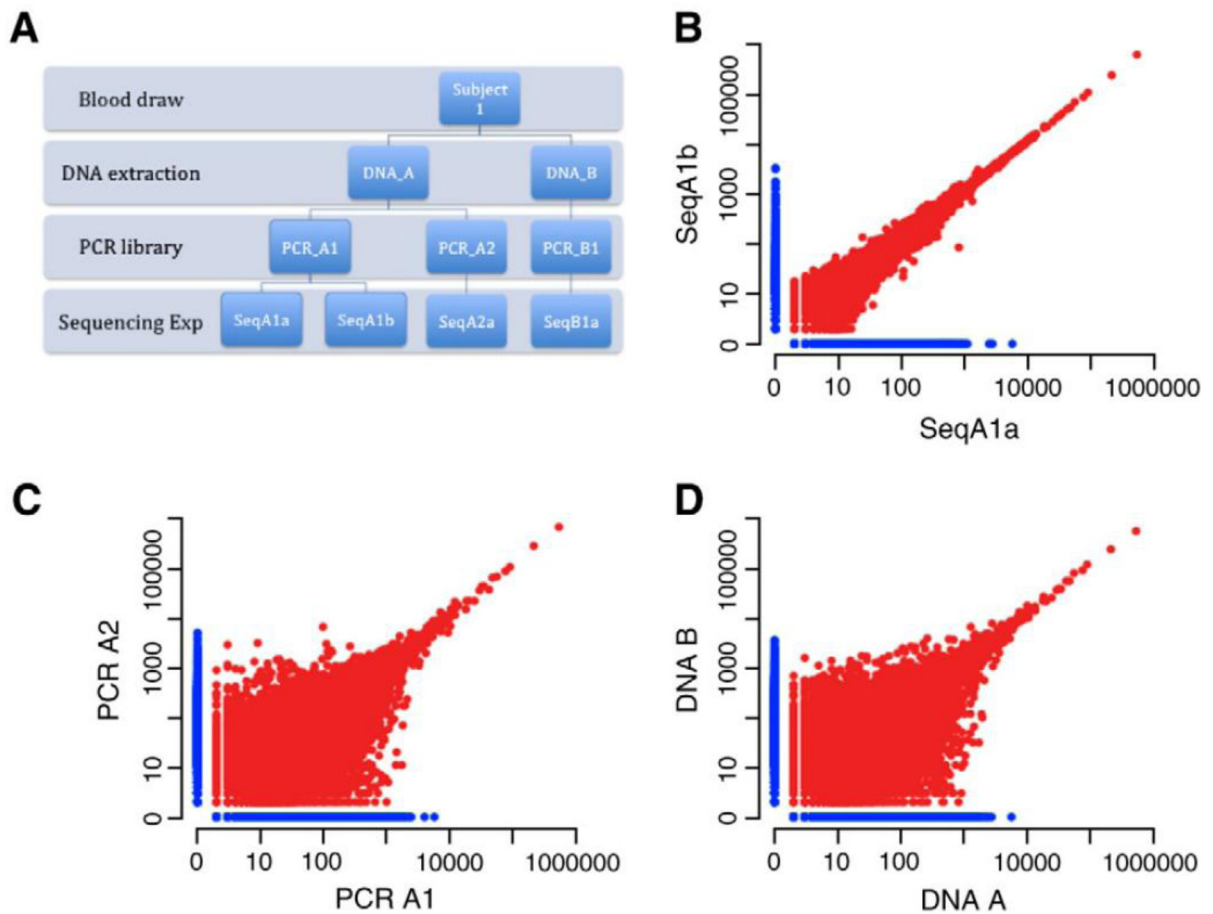 A
Blood draw
Subject
1
DNA extraction
DNA_A
DNA_B
PCR library
PCR_A1
PCR_A2
PCR_B1
Sequencing Exp
SeqA1a
SeqA1b
SeqA2a
SeqB1a
B
SeqA1b
100000
1000
10
0
0 10 100 10000 1000000
SeqA1a
C
PCR A2
100000
1000
10
0
0 10 100 10000 1000000
PCR A1
D
DNA B
100000
1000
10
0
0 10 100 10000 1000000
DNA A